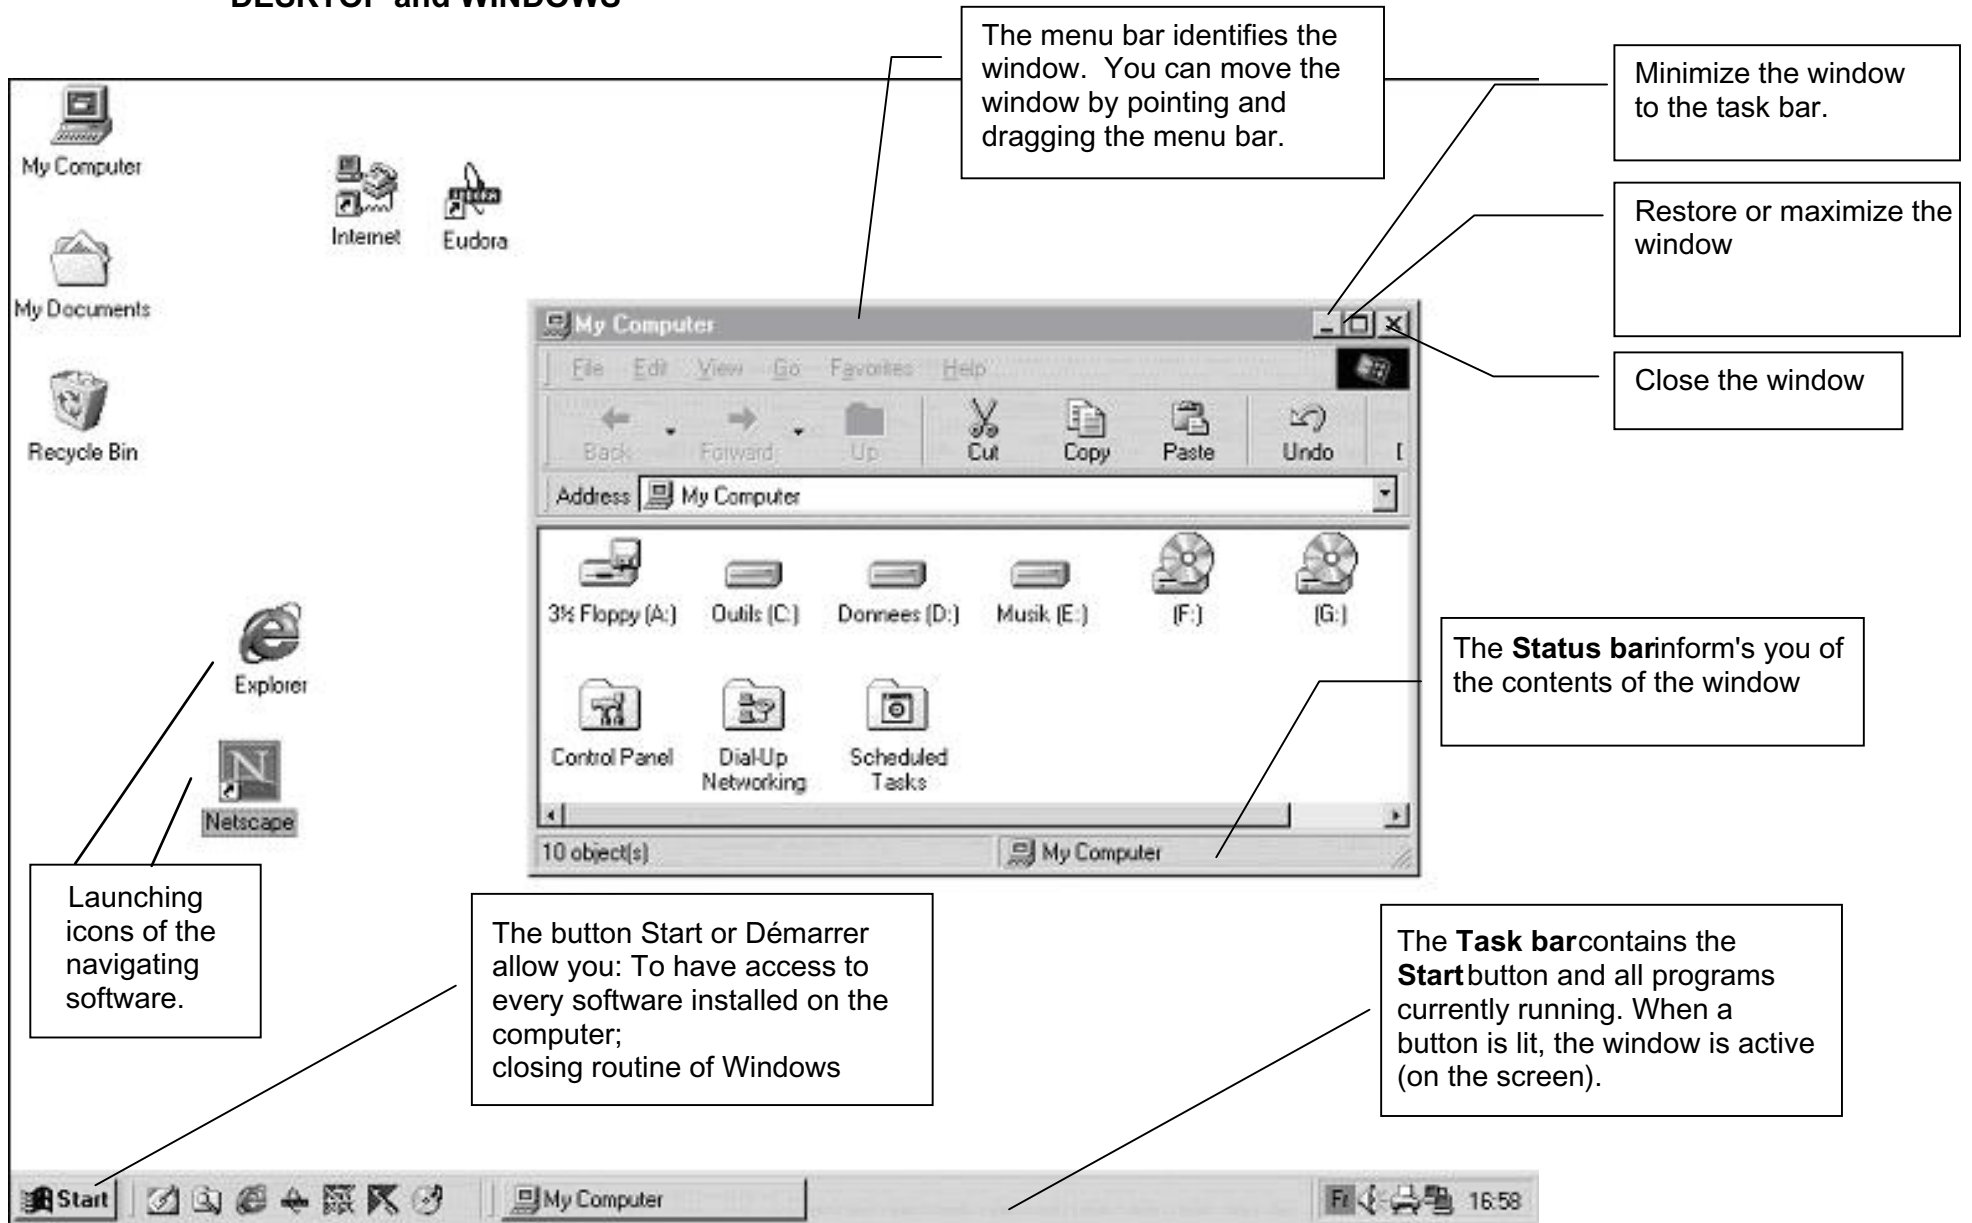 DESKTOP and WINDOWS
The menu bar identifies the
window.  You can move the
window by pointing and
dragging the menu bar.
Minimize the window
to the task bar.
Restore or maximize the
window
Close the window
My Computer
Internet
Eudora
My Documents
Recycle Bin
Explorer
Netscape
My Computer
File Edit View Go Favorites Help
Back Forward Up Cut Copy Paste Undo
Address My Computer
3½ Floppy (A:) Outils (C:) Donnees (D:) Musik (E:) (F:) (G:)
Control Panel
Dial-Up
Networking
Scheduled
Tasks
10 object(s) My Computer
The Status barinform's you of
the contents of the window
Launching
icons of the
navigating
software.
The button Start or Démarrer
allow you: To have access to
every software installed on the
computer;
closing routine of Windows
The Task barcontains the
Start button and all programs
currently running. When a
button is lit, the window is active
(on the screen).
Start My Computer 16:58